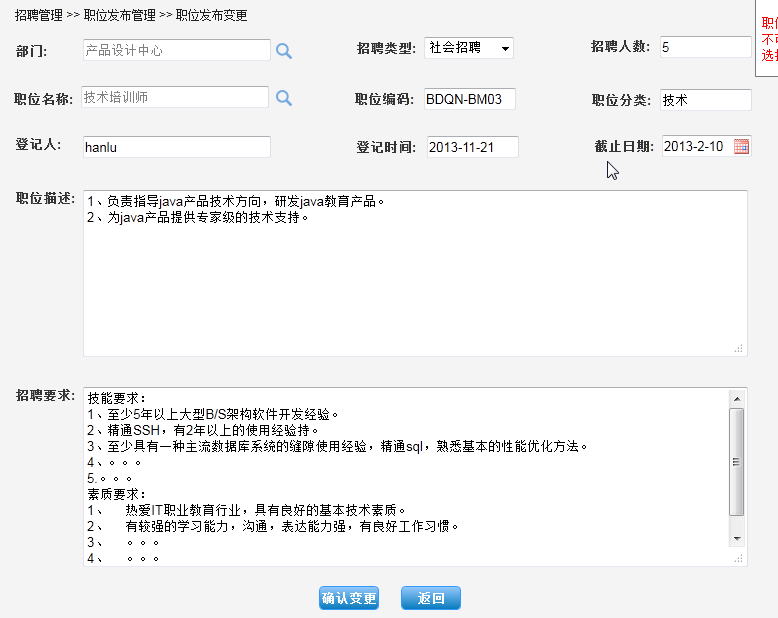 招聘管理 >> 职位发布管理 >> 职位发布变更
部门: 产品设计中心 招聘类型: 社会招聘 招聘人数: 5
职位名称: 技术培训师 职位编码: BDQN-BM03 职位分类: 技术
登记人: hanlu 登记时间: 2013-11-21 截止日期: 2013-2-10
职位描述: 1、负责指导java产品技术方向，研发java教育产品。
2、为java产品提供专家级的技术支持。
招聘要求: 技能要求：
1、至少5年以上大型B/S架构软件开发经验。
2、精通SSH，有2年以上的使用经验持。
3、至少具有一种主流数据库系统的缝隙使用经验，精通sql，熟悉基本的性能优化方法。
4、。。。
5.。。。
素质要求：
1、 热爱IT职业教育行业，具有良好的基本技术素质。
2、 有较强的学习能力，沟通，表达能力强，有良好工作习惯。
3、 。。。
4、 。。。
确认变更 返回
职位
不可
选择